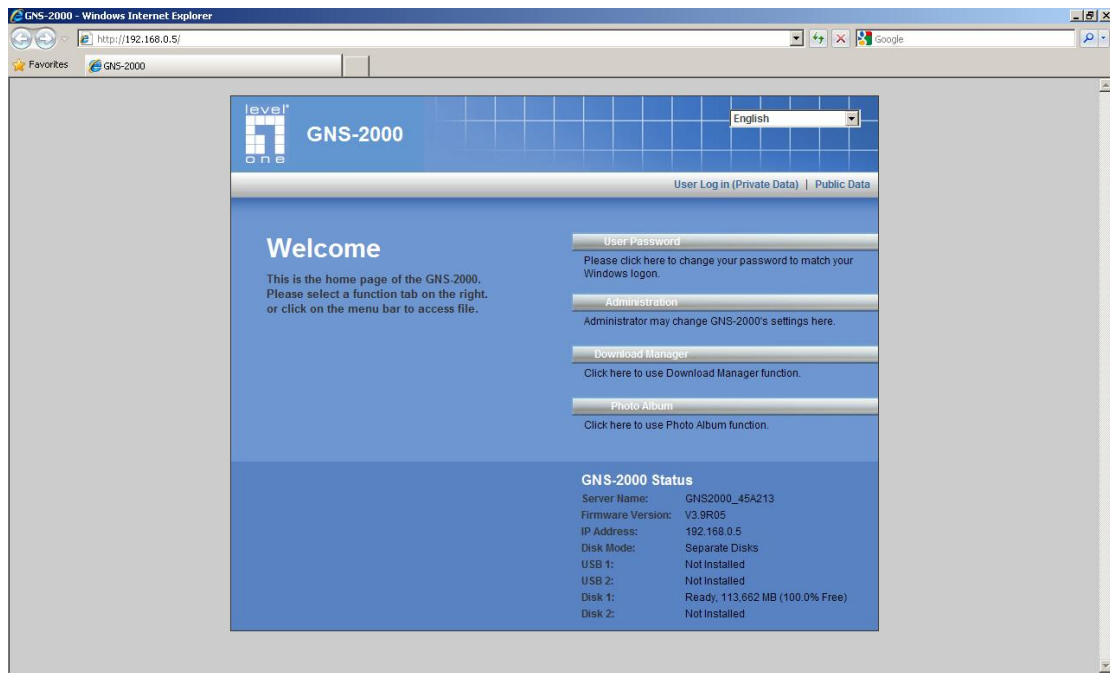 GNS-2000 - Windows Internet Explorer
http://192.168.0.5/
Google
Favorites
GNS-2000
level
one
GNS-2000
English
User Log in (Private Data) | Public Data
Welcome
This is the home page of the GNS-2000.
Please select a function tab on the right.
or click on the menu bar to access file.
User Password
Please click here to change your password to match your
Windows logon.
Administration
Administrator may change GNS-2000's settings here.
Download Manager
Click here to use Download Manager function.
Photo Album
Click here to use Photo Album function.
GNS-2000 Status
Server Name: GNS2000_45A213
Firmware Version: V3.9R05
IP Address: 192.168.0.5
Disk Mode: Separate Disks
USB 1: Not Installed
USB 2: Not Installed
Disk 1: Ready, 113,662 MB (100.0% Free)
Disk 2: Not Installed